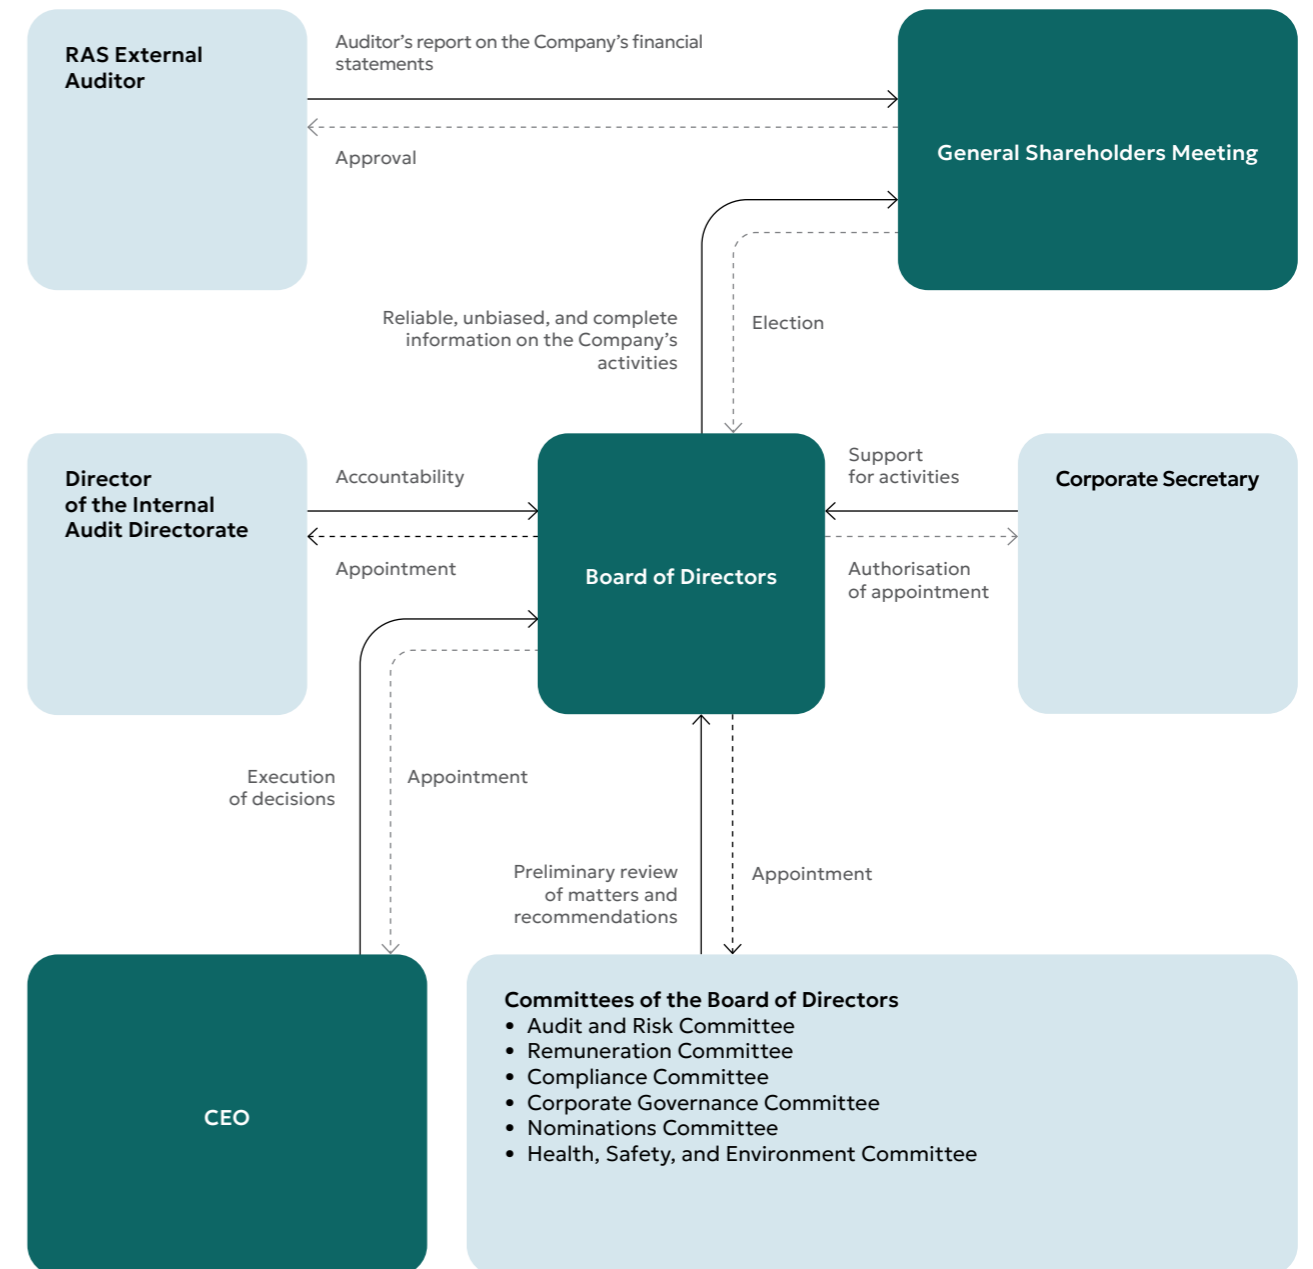 RAS External
Auditor
Auditor’s report on the Company’s financial
statements
Approval
General Shareholders Meeting
Reliable, unbiased, and complete
information on the Company’s
activities
Election
Director
of the Internal
Audit Directorate
Accountability
Appointment
Board of Directors
Support
for activities
Authorisation
of appointment
Corporate Secretary
Execution
of decisions
Appointment
Preliminary review
of matters and
recommendations
Appointment
CEO
Committees of the Board of Directors
• Audit and Risk Committee
• Remuneration Committee
• Compliance Committee
• Corporate Governance Committee
• Nominations Committee
• Health, Safety, and Environment Committee